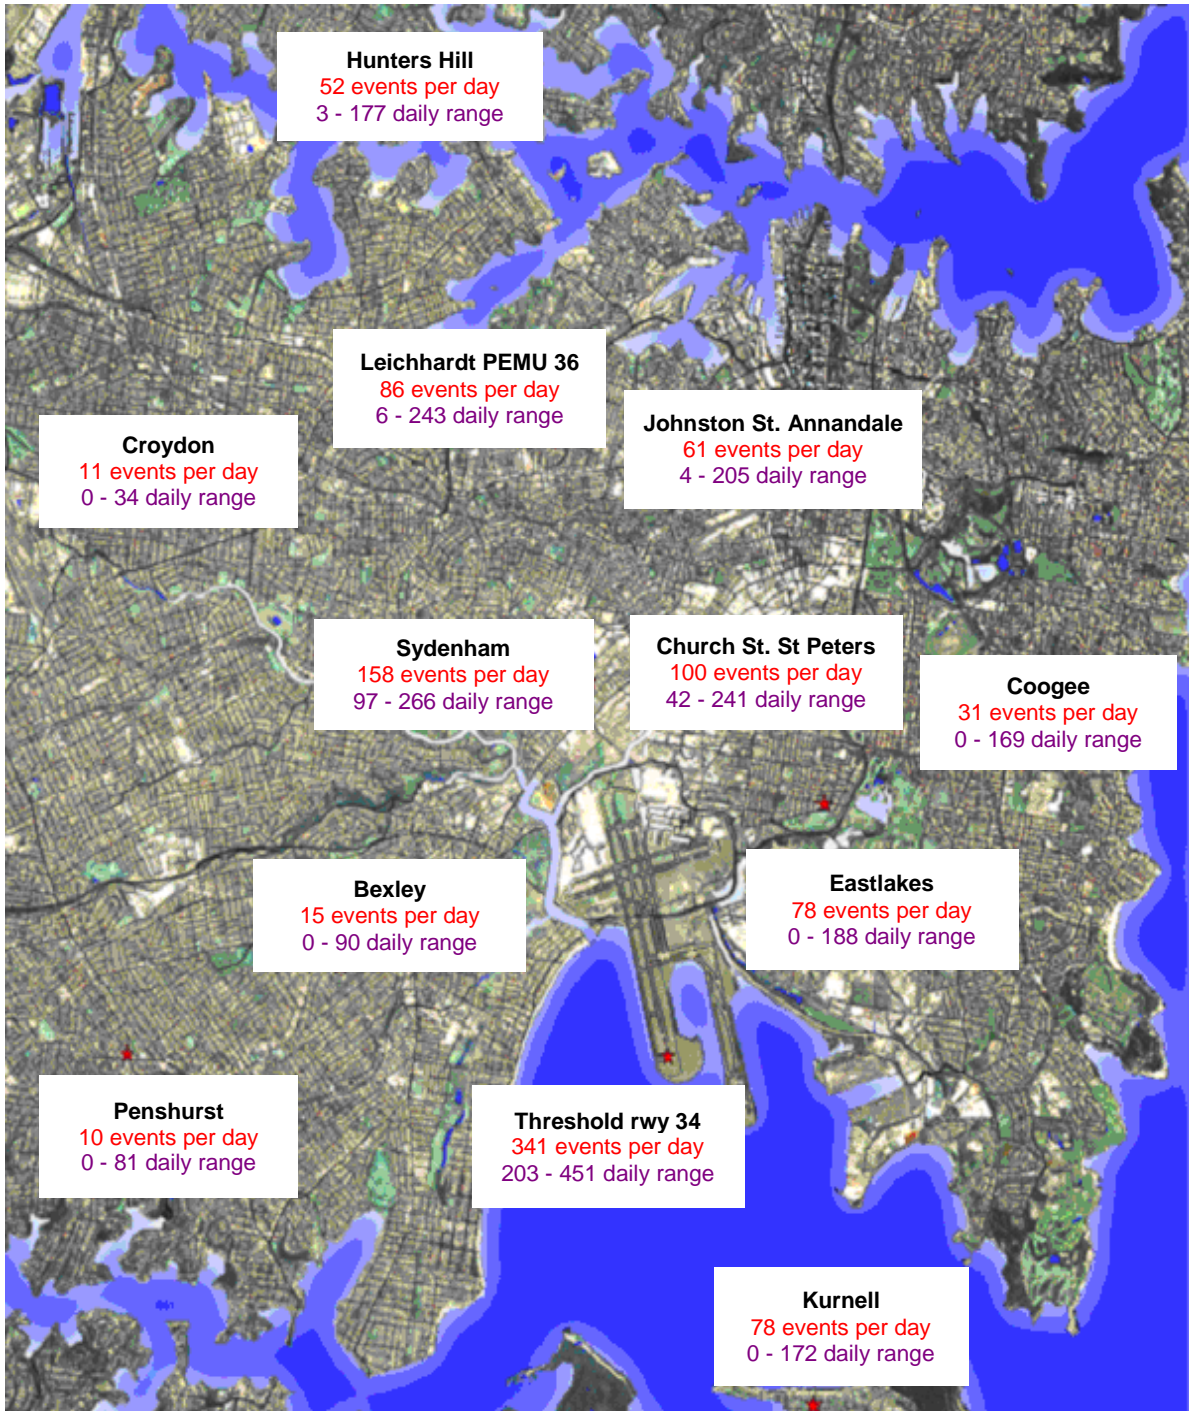 Hunters Hill
52 events per day
3 - 177 daily range
Leichhardt PEMU 36
86 events per day
6 - 243 daily range
Johnston St. Annandale
61 events per day
4 - 205 daily range
Croydon
11 events per day
0 - 34 daily range
Sydenham
158 events per day
97 - 266 daily range
Church St. St Peters
100 events per day
42 - 241 daily range
Coogee
31 events per day
0 - 169 daily range
Bexley
15 events per day
0 - 90 daily range
Eastlakes
78 events per day
0 - 188 daily range
Penshurst
10 events per day
0 - 81 daily range
Threshold rwy 34
341 events per day
203 - 451 daily range
Kurnell
78 events per day
0 - 172 daily range